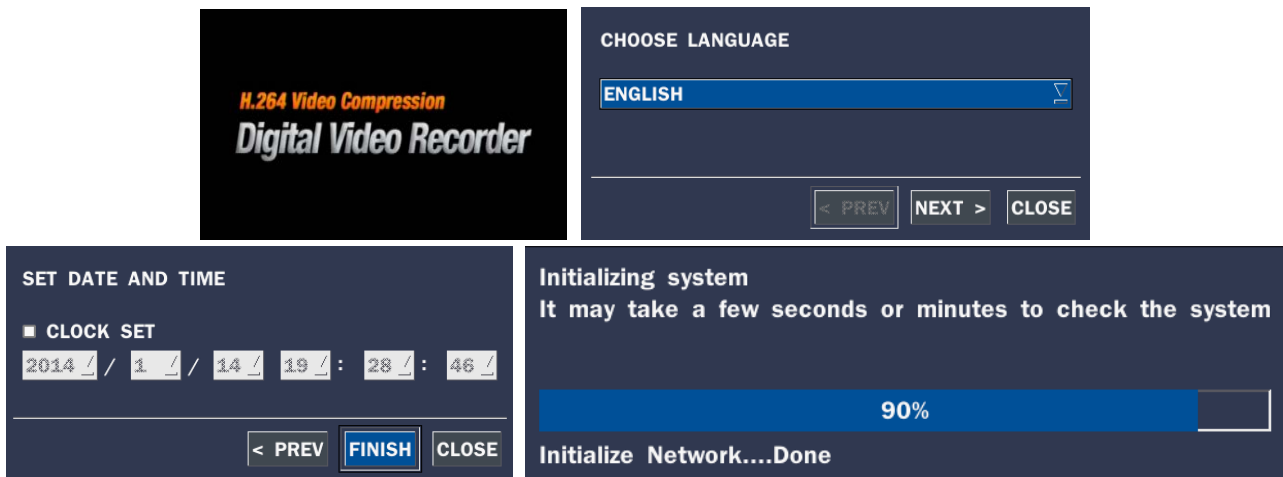 H.264 Video Compression
Digital Video Recorder
CHOOSE LANGUAGE
ENGLISH
< PREV NEXT > CLOSE
SET DATE AND TIME
CLOCK SET
2014 / 1 / 14 19 : 28 : 46
< PREV FINISH CLOSE
Initializing system
It may take a few seconds or minutes to check the system
90%
Initialize Network....Done